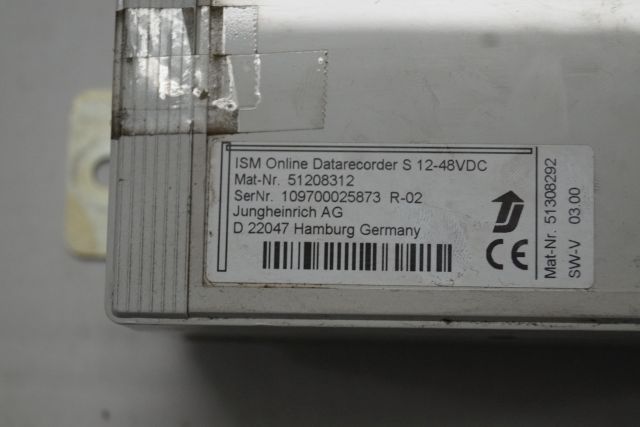 ISM Online Datarecorder S 12-48VDC
Mat-Nr. 51208312
SerNr. 109700025873 R-02
Jungheinrich AG
D 22047 Hamburg Germany
CE
Mat-Nr. 51308292
SW-V 03.00